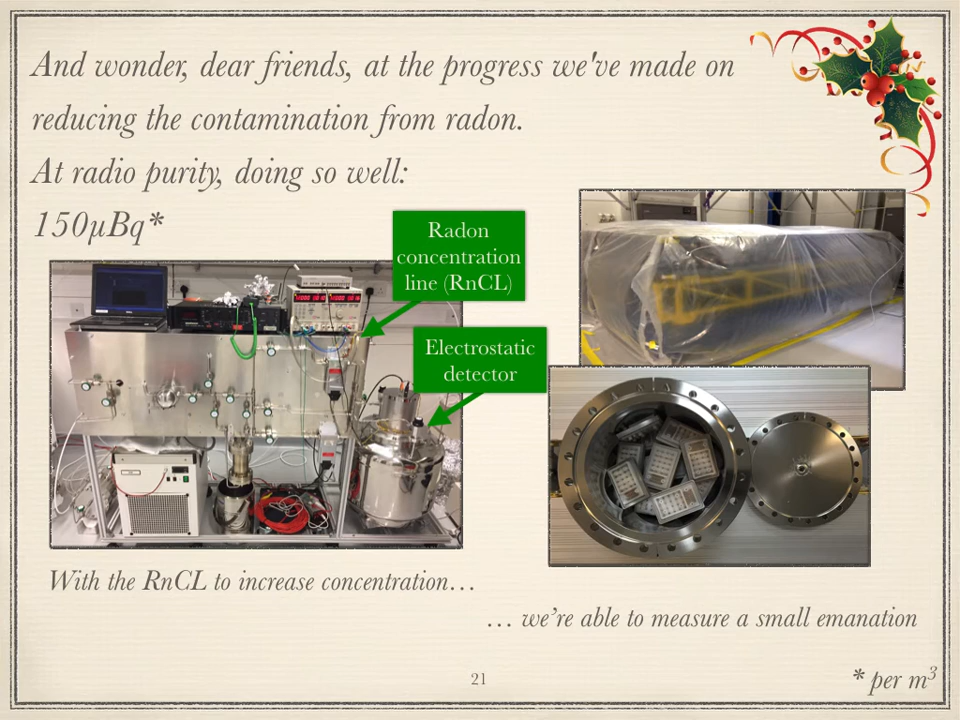 And wonder, dear friends, at the progress we've made on
reducing the contamination from radon.
At radio purity, doing so well:
150µBq*
Radon
concentration
line (RnCL)
Electrostatic
detector
With the RnCL to increase concentration…
… we’re able to measure a small emanation
21
* per m³